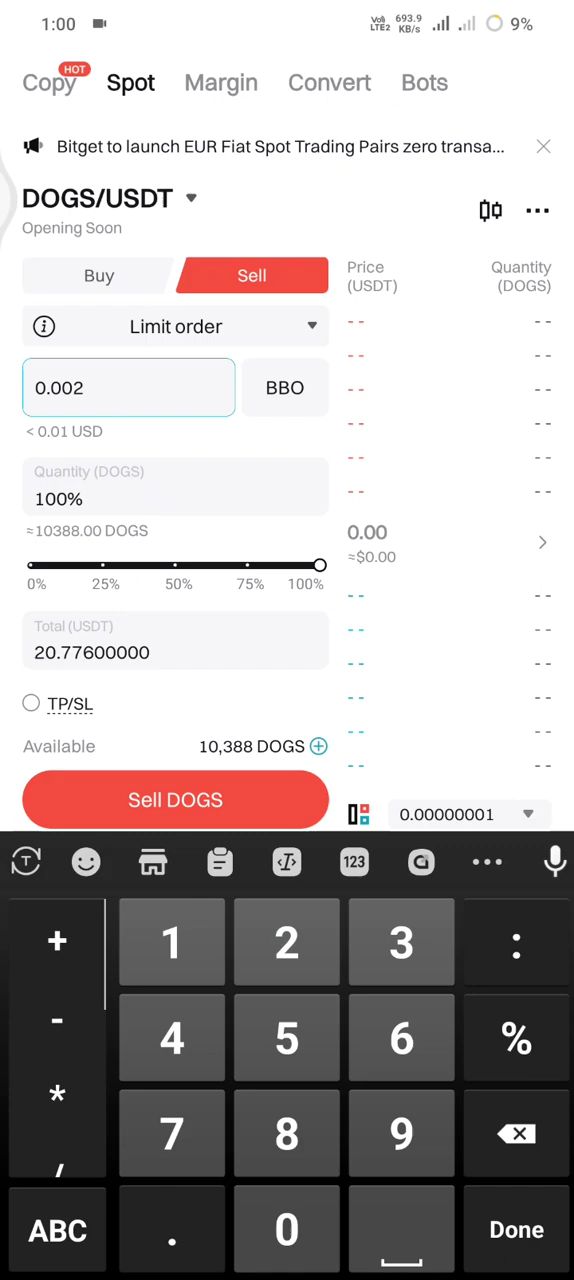 1:00
Vo) LTE2 693.9 KB/s 9%
HOT
Copy Spot Margin Convert Bots
Bitget to launch EUR Fiat Spot Trading Pairs zero transa...
DOGS/USDT
Opening Soon
Buy Sell
Price (USDT) Quantity (DOGS)
Limit order
0.002 BBO
< 0.01 USD
Quantity (DOGS)
100%
≈10388.00 DOGS
0% 25% 50% 75% 100%
Total (USDT)
20.77600000
TP/SL
Available 10,388 DOGS
Sell DOGS
- - - -
- - - -
- - - -
- - - -
- - - -
- - - -
0.00
≈$0.00
- - - -
- - - -
- - - -
- - - -
- - - -
- - - -
0.00000001
T 123 G •••
+ 1 2 3 :
- 4 5 6 %
* 7 8 9
/
ABC . 0 Done